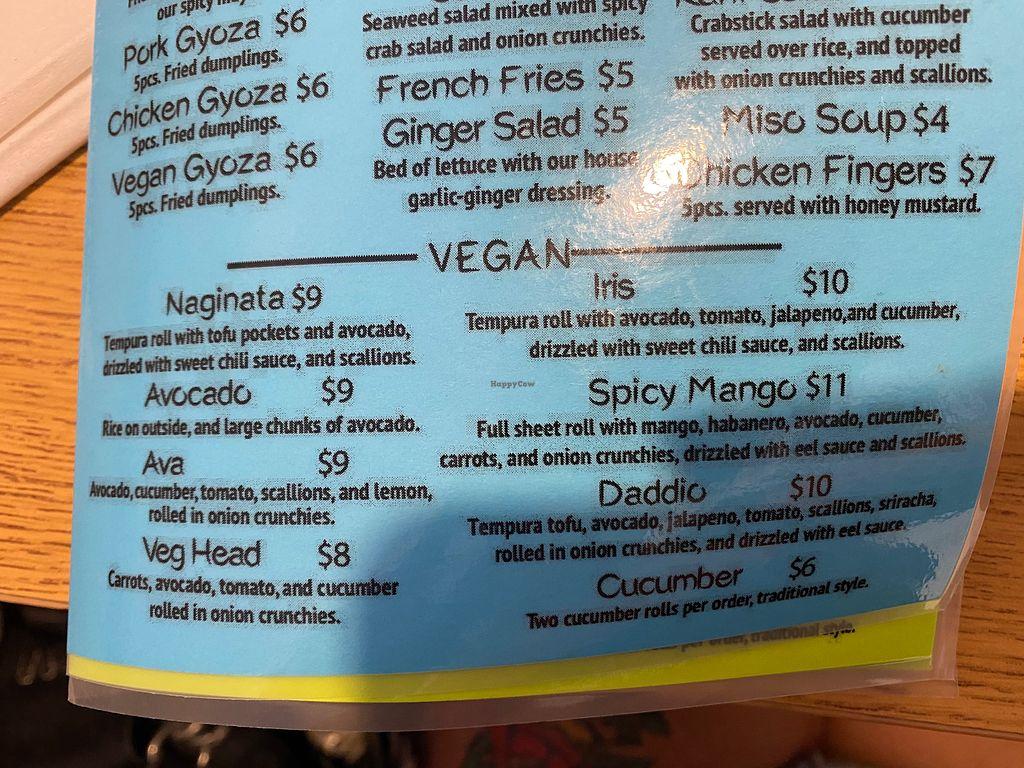 our spicy
Pork Gyoza $6
5pcs. Fried dumplings.
Chicken Gyoza $6
5pcs. Fried dumplings.
Vegan Gyoza $6
5pcs. Fried dumplings.
Seaweed salad mixed with spicy
crab salad and onion crunchies.
French Fries $5
Ginger Salad $5
Bed of lettuce with our house
garlic-ginger dressing.
Crabstick salad with cucumber
served over rice, and topped
with onion crunchies and scallions.
Miso Soup $4
Chicken Fingers $7
5pcs. served with honey mustard.
VEGAN
Naginata $9
Tempura roll with tofu pockets and avocado,
drizzled with sweet chili sauce, and scallions.
Avocado $9
Rice on outside, and large chunks of avocado.
Ava $9
Avocado, cucumber, tomato, scallions, and lemon,
rolled in onion crunchies.
Veg Head $8
Carrots, avocado, tomato, and cucumber
rolled in onion crunchies.
Iris $10
Tempura roll with avocado, tomato, jalapeno,and cucumber,
drizzled with sweet chili sauce, and scallions.
Spicy Mango $11
Full sheet roll with mango, habanero, avocado, cucumber,
carrots, and onion crunchies, drizzled with eel sauce and scallions.
Daddio $10
Tempura tofu, avocado, jalapeno, tomato, scallions, sriracha,
rolled in onion crunchies, and drizzled with eel sauce.
Cucumber $6
Two cucumber rolls per order, traditional style.
per order, traditional style.
HappyCow